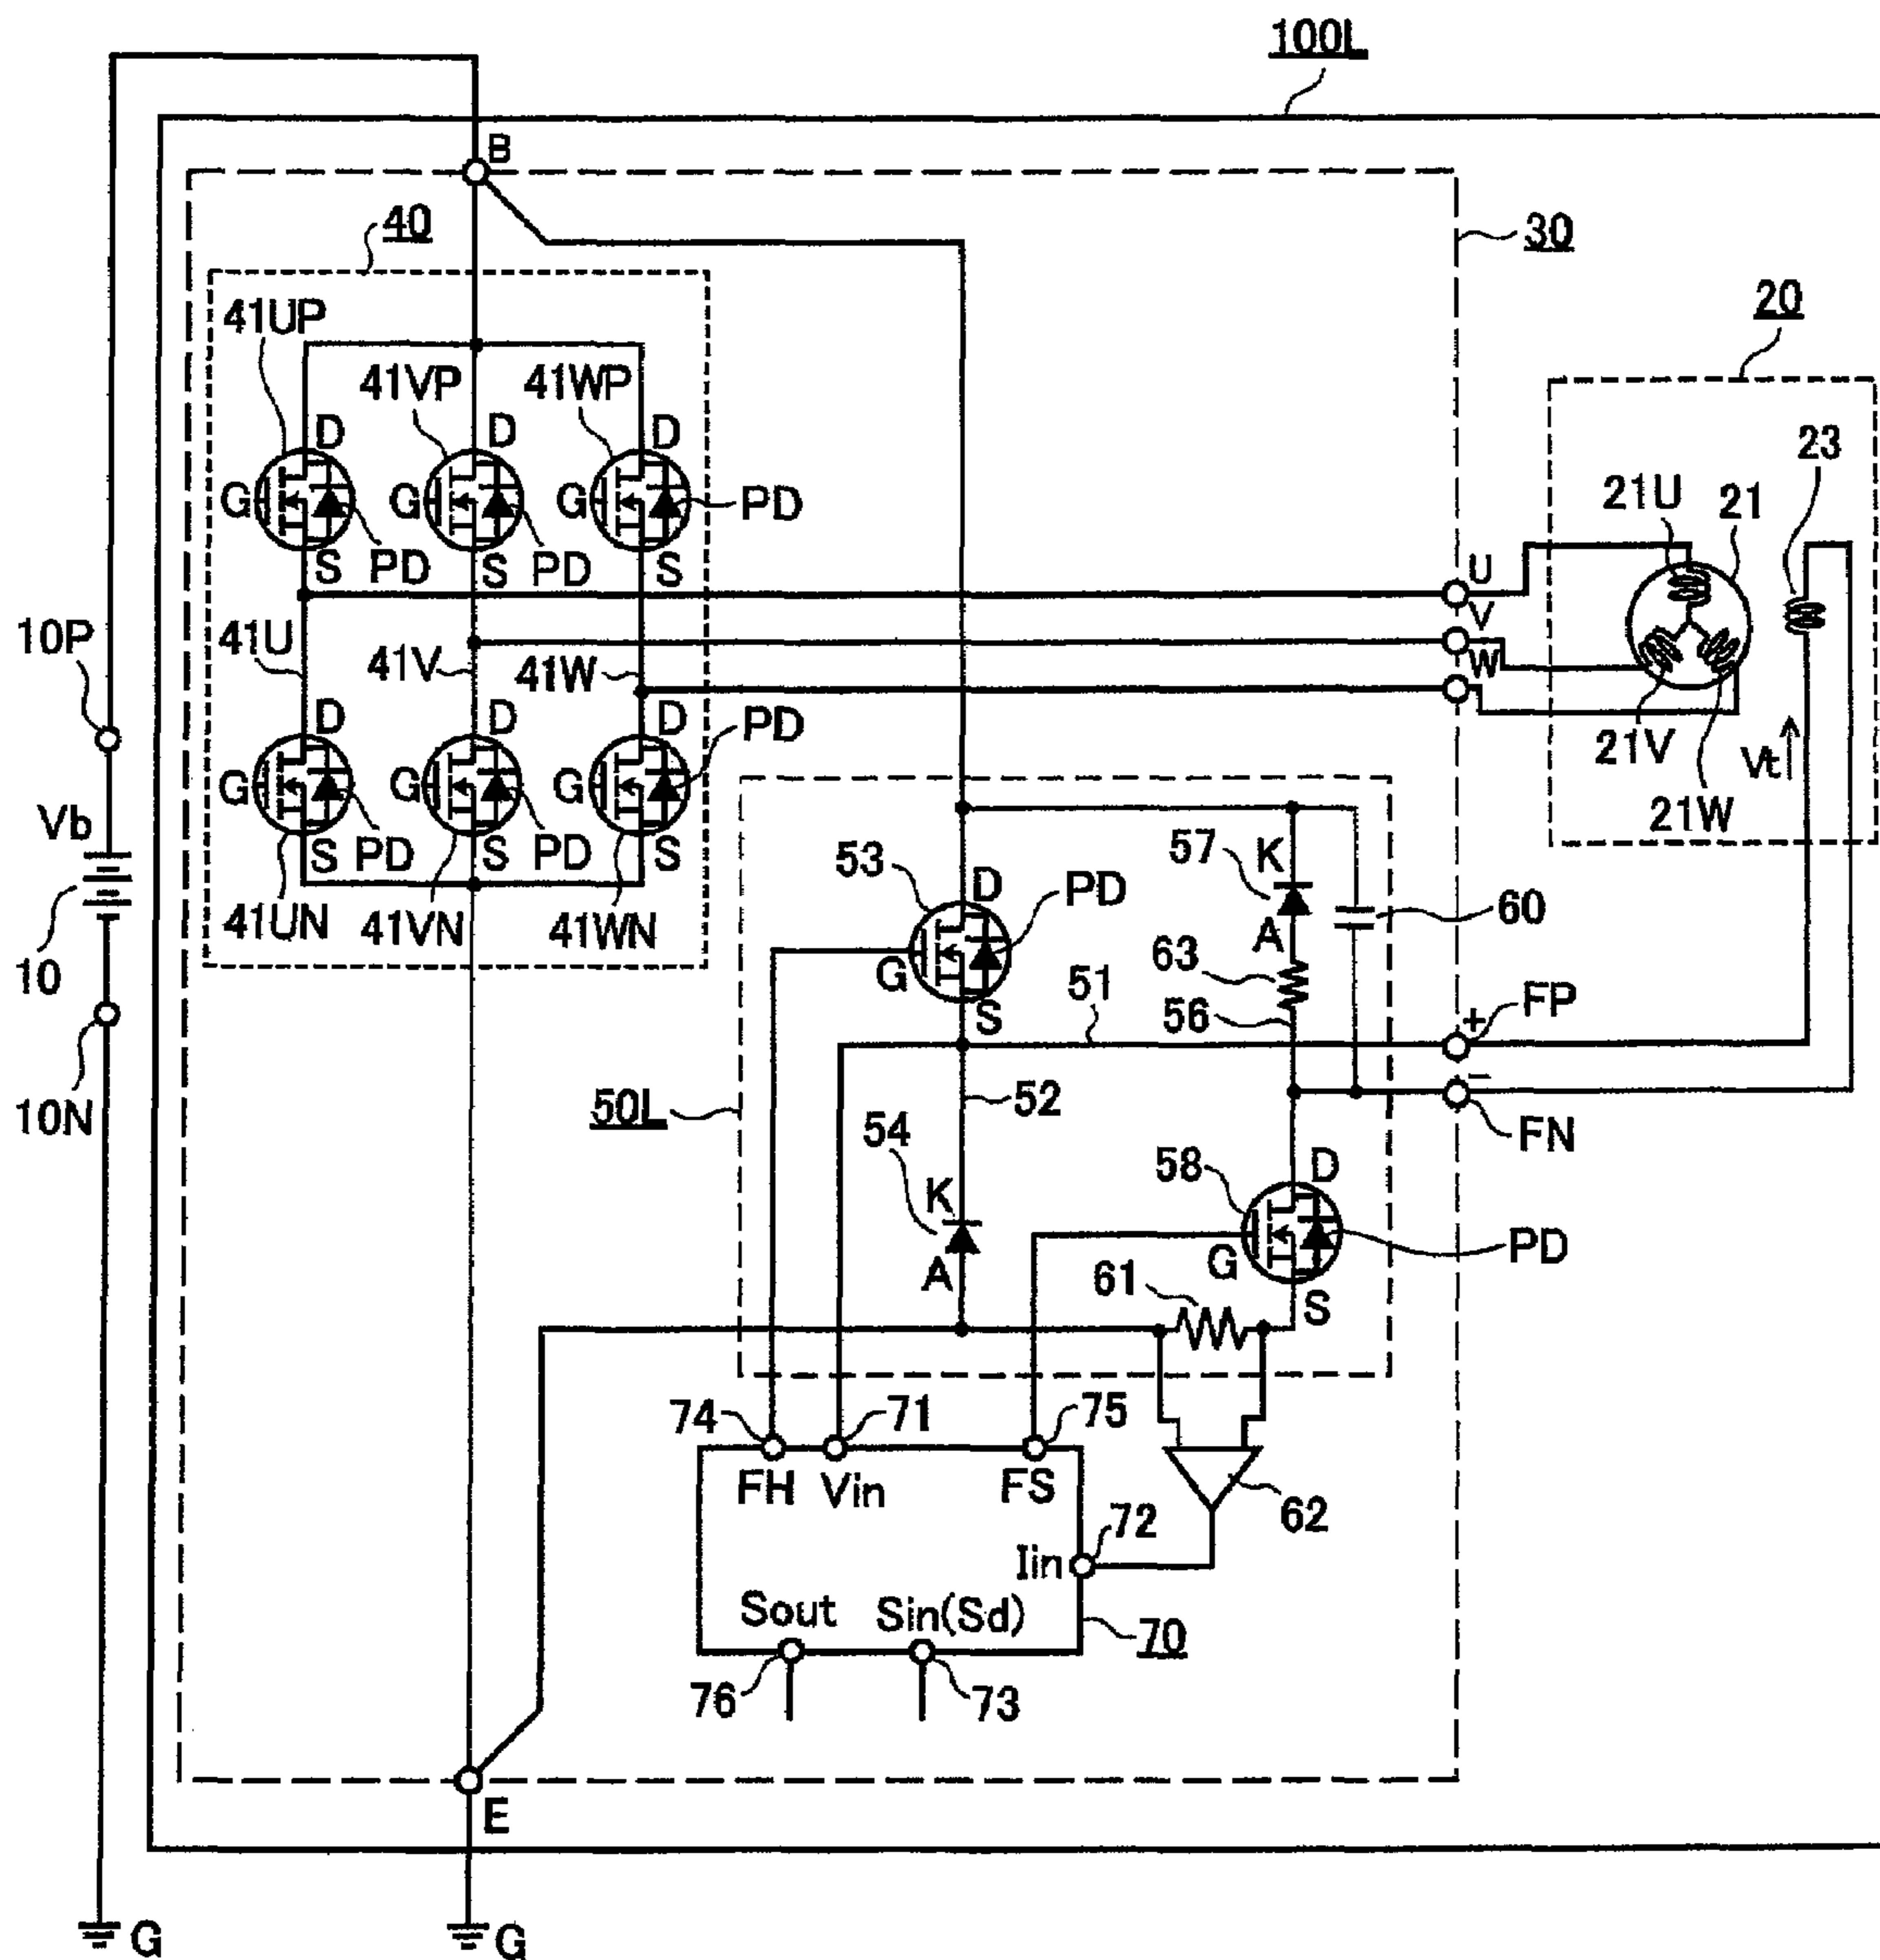 100L
B
40
30
20
41UP
41VP
41WP
D
D
D
23
21U
21
G
G
G
PD
S
PD
S
PD
S
U
V
W
10P
41U
41V
41W
D
D
D
PD
21V
Vt
21W
G
G
G
Vb
S
PD
S
PD
S
57
K
53
D
PD
60
41UN
41VN
41WN
A
10
63
G
51
FP
S
56
+
10N
−
50L
52
FN
54
58
D
K
PD
A
61
G
S
74
71
75
FH
Vin
FS
62
72
Iin
Sout
Sin(Sd)
70
76
73
E
G
G